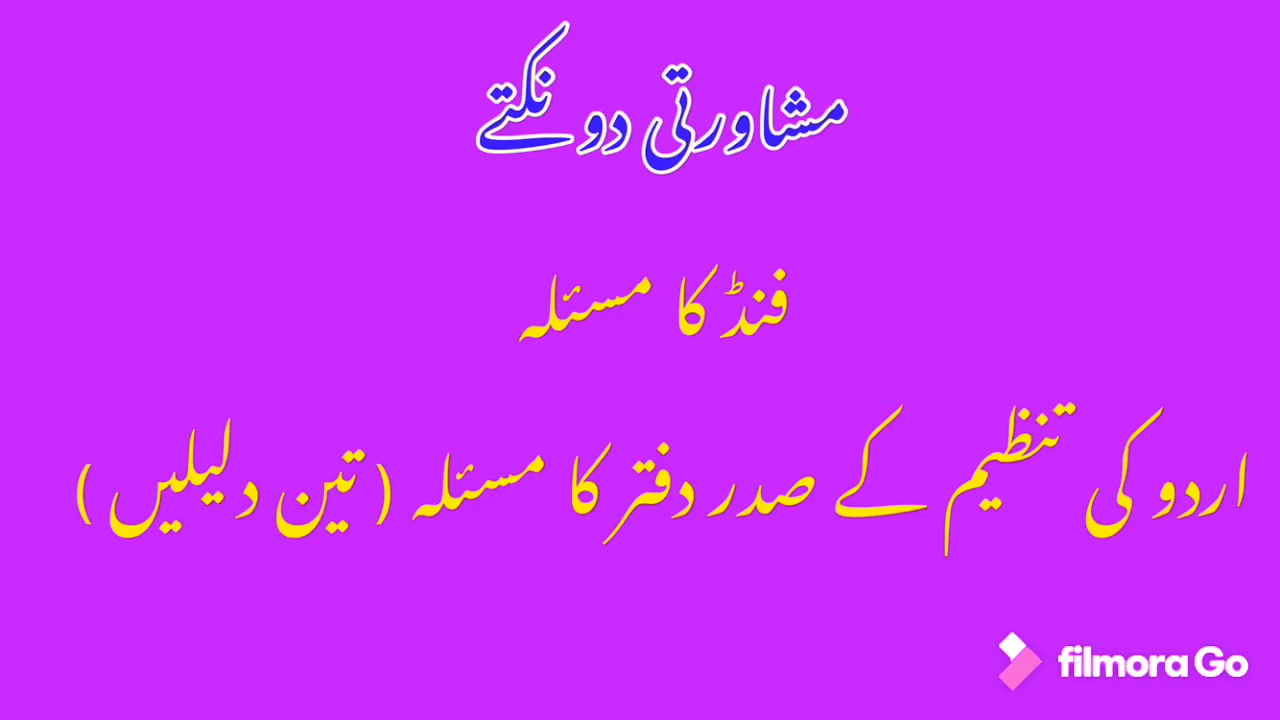 مشاورتی دو نکتے
فنڈ کا مسئلہ
اردو کی تنظیم کے صدر دفتر کا مسئلہ (تین دلیلیں)
filmora Go